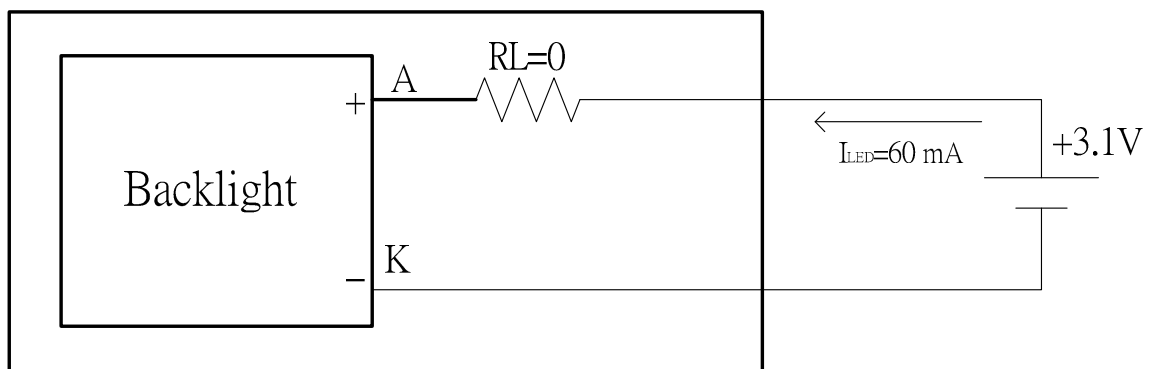 RL=0
A
+
+3.1V
ILED=60 mA
Backlight
K
−